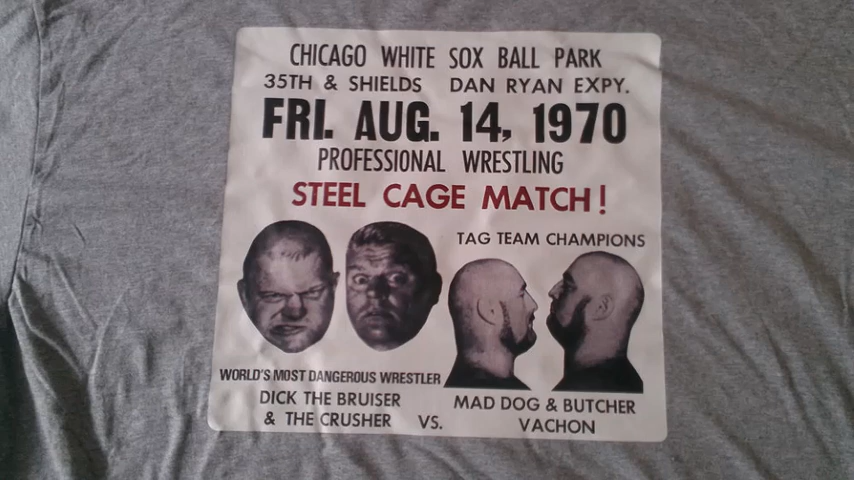 CHICAGO WHITE SOX BALL PARK
35TH & SHIELDS DAN RYAN EXPY.
FRI. AUG. 14, 1970
PROFESSIONAL WRESTLING
STEEL CAGE MATCH!
TAG TEAM CHAMPIONS
WORLD'S MOST DANGEROUS WRESTLER
DICK THE BRUISER
& THE CRUSHER VS.
MAD DOG & BUTCHER
VACHON